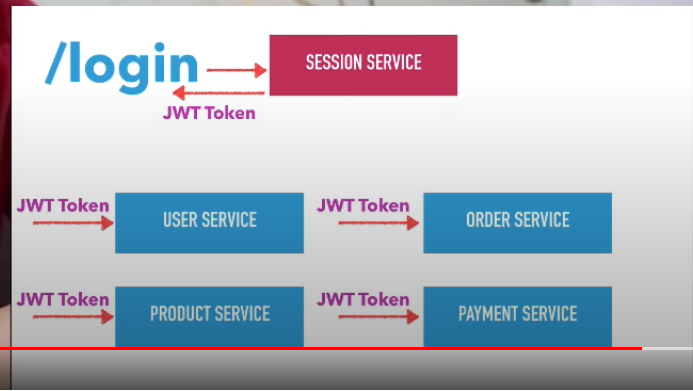 /login
SESSION SERVICE
JWT Token
JWT Token
USER SERVICE
JWT Token
ORDER SERVICE
JWT Token
PRODUCT SERVICE
JWT Token
PAYMENT SERVICE